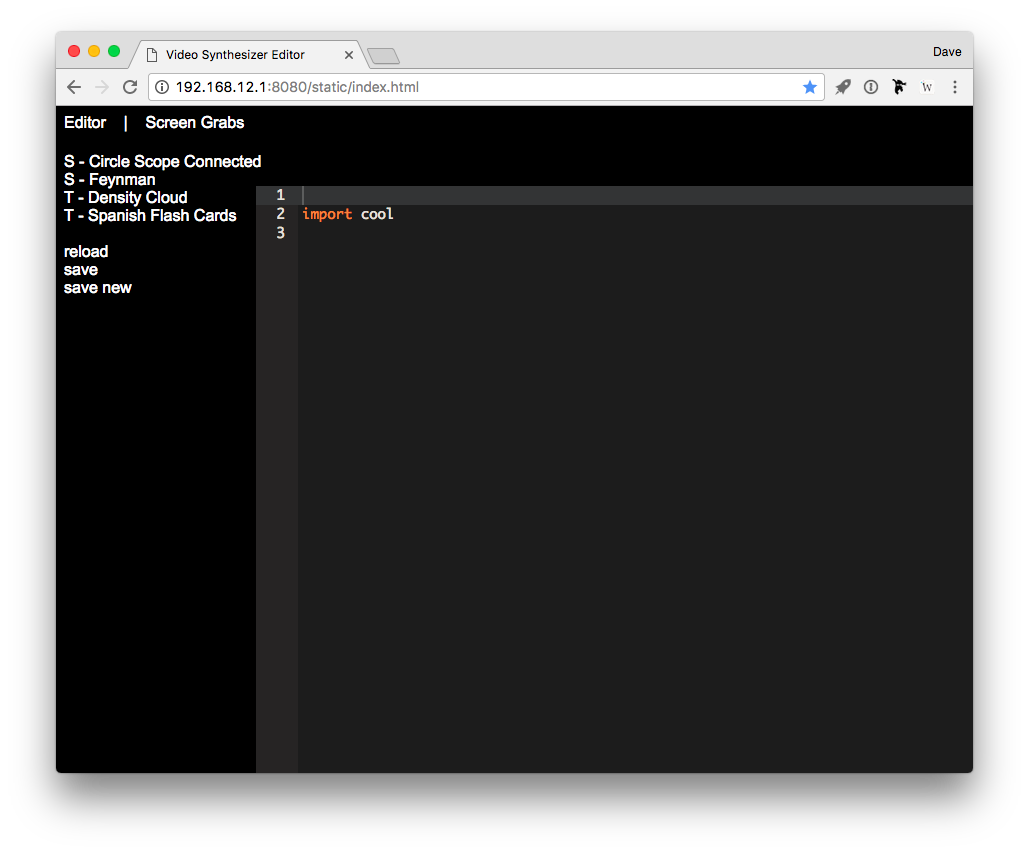 Video Synthesizer Editor
Dave
192.168.12.1:8080/static/index.html
W
Editor | Screen Grabs
S - Circle Scope Connected
S - Feynman
T - Density Cloud
T - Spanish Flash Cards
reload
save
save new
1
2 import cool
3